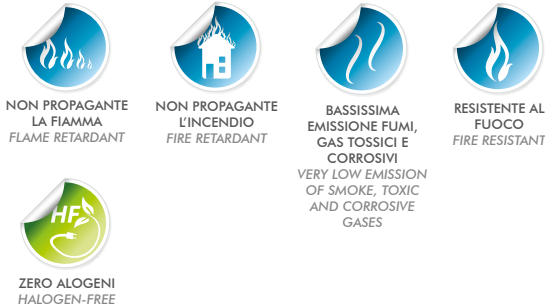 NON PROPAGANTE
LA FIAMMA
FLAME RETARDANT
NON PROPAGANTE
L'INCENDIO
FIRE RETARDANT
BASSISSIMA
EMISSIONE FUMI,
GAS TOSSICI E
CORROSIVI
VERY LOW EMISSION
OF SMOKE, TOXIC
AND CORROSIVE
GASES
RESISTENTE AL
FUOCO
FIRE RESISTANT
HF
ZERO ALOGENI
HALOGEN-FREE